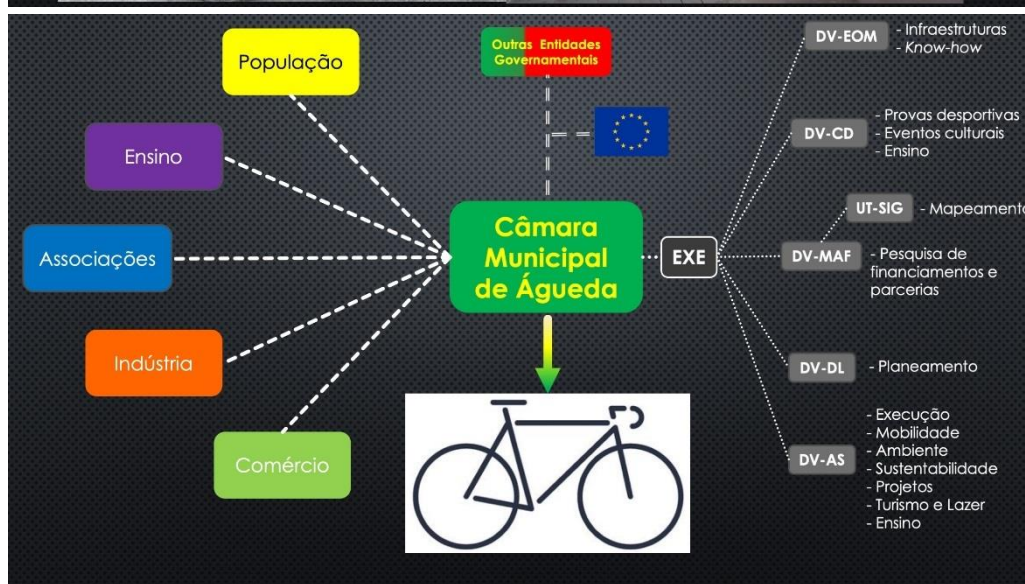 População
Ensino
Associações
Indústria
Comércio
Outras Entidades
Governamentais
Câmara
Municipal
de Águeda
EXE
DV-EOM
- Infraestruturas
- Know-how
DV-CD
- Provas desportivas
- Eventos culturais
- Ensino
UT-SIG
- Mapeamento
DV-MAF
- Pesquisa de
financiamentos e
parcerias
DV-DL
- Planeamento
DV-AS
- Execução
- Mobilidade
- Ambiente
- Sustentabilidade
- Projetos
- Turismo e Lazer
- Ensino